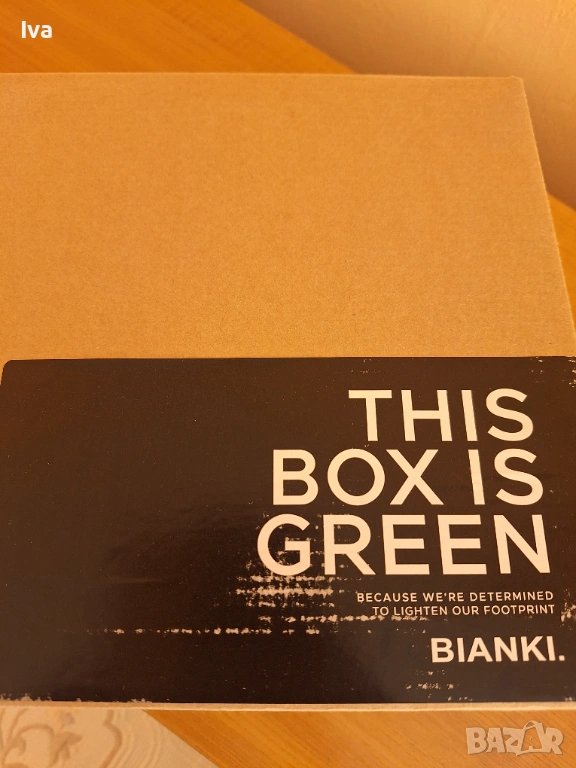 Iva
THIS
BOX IS
GREEN
BECAUSE WE'RE DETERMINED
TO LIGHTEN OUR FOOTPRINT
BIANKI.
BAZAR